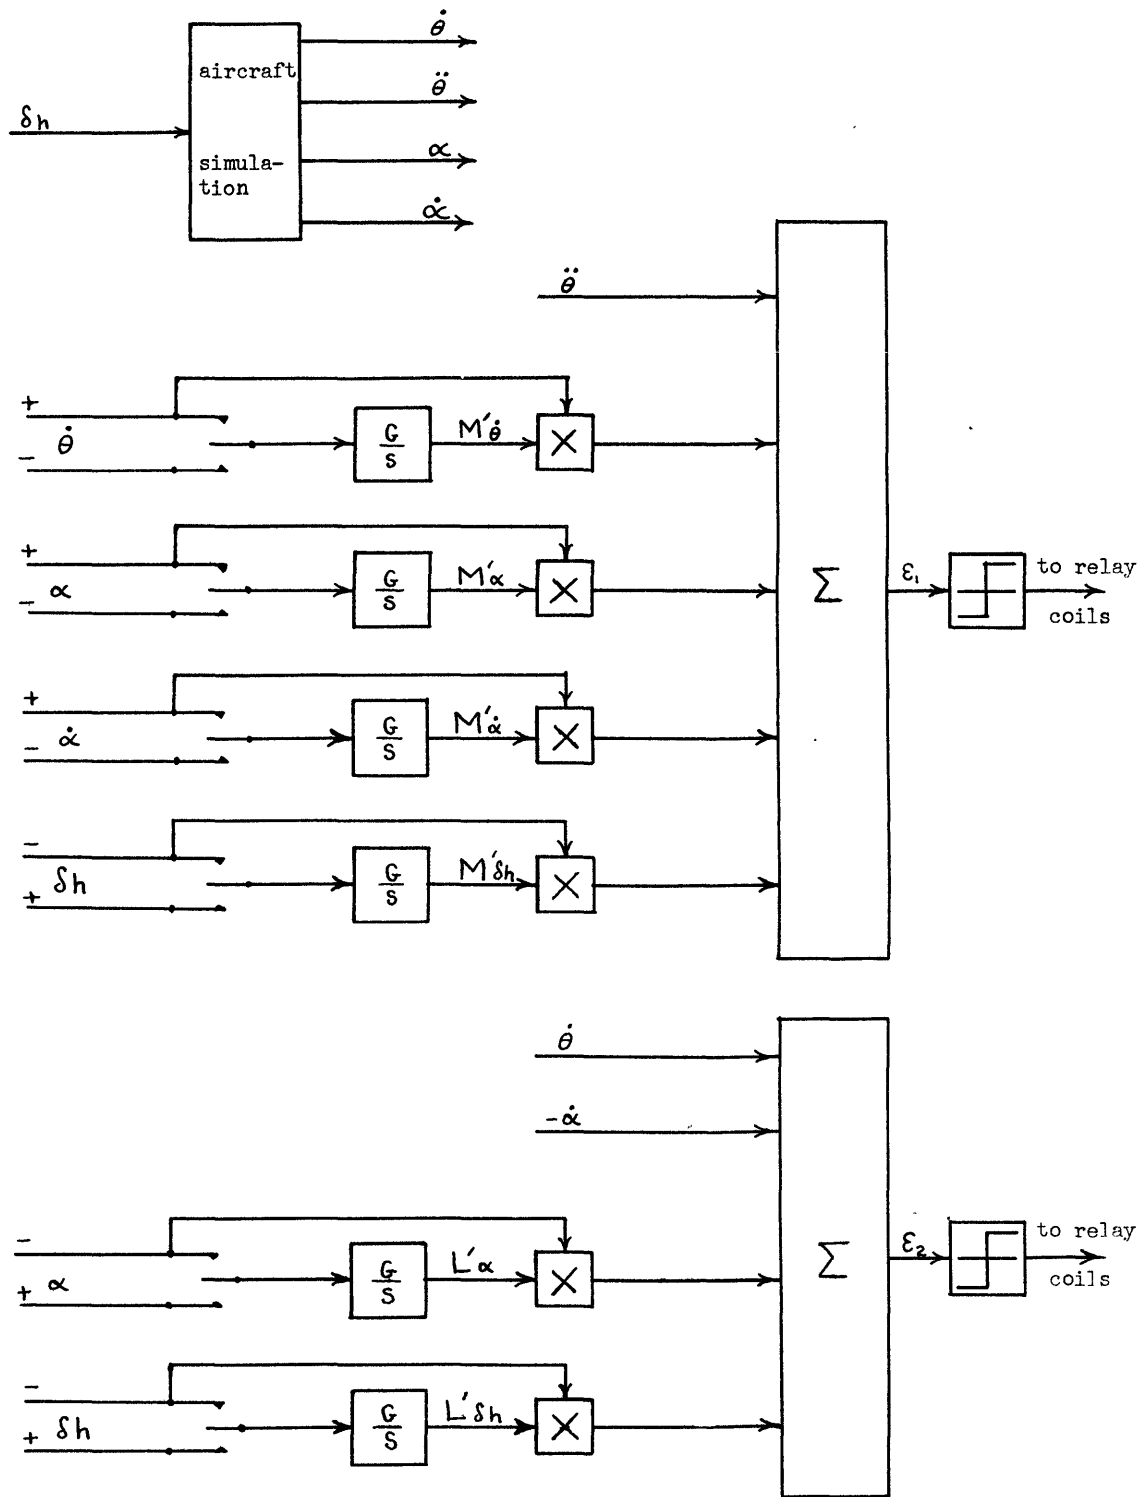 θ̇
aircraft
θ̈
δh
α
simula-
tion
α̇
θ̈
+
θ̇
-
G/s
M'θ̇
×
+
α
-
G/s
M'α
×
Σ
ε₁
to relay
coils
+
α̇
-
G/s
M'α̇
×
-
δh
+
G/s
M'δh
×
θ̇
-α̇
-
α
+
G/s
L'α
×
Σ
ε₂
to relay
coils
-
δh
+
G/s
L'δh
×